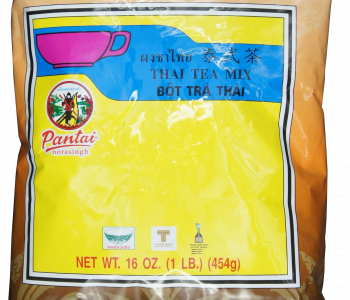 ผงชาไทย 泰式茶
THAI TEA MIX
BỘT TRÀ THAI
Pantai
norasingh
NET WT. 16 OZ. (1 LB.) (454g)